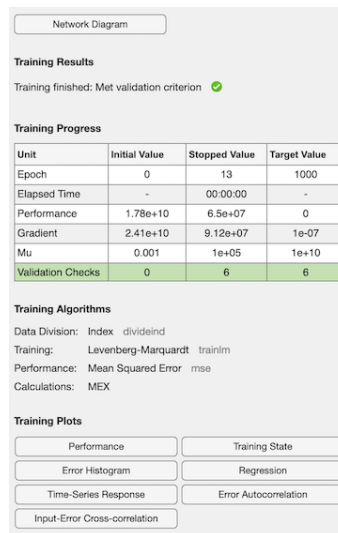 Network Diagram
Training Results
Training finished: Met validation criterion
Training Progress
Unit Initial Value Stopped Value Target Value
Epoch 0 13 1000
Elapsed Time - 00:00:00 -
Performance 1.78e+10 6.5e+07 0
Gradient 2.41e+10 9.12e+07 1e-07
Mu 0.001 1e+05 1e+10
Validation Checks 0 6 6
Training Algorithms
Data Division: Index divideind
Training: Levenberg-Marquardt trainlm
Performance: Mean Squared Error mse
Calculations: MEX
Training Plots
Performance Training State
Error Histogram Regression
Time-Series Response Error Autocorrelation
Input-Error Cross-correlation